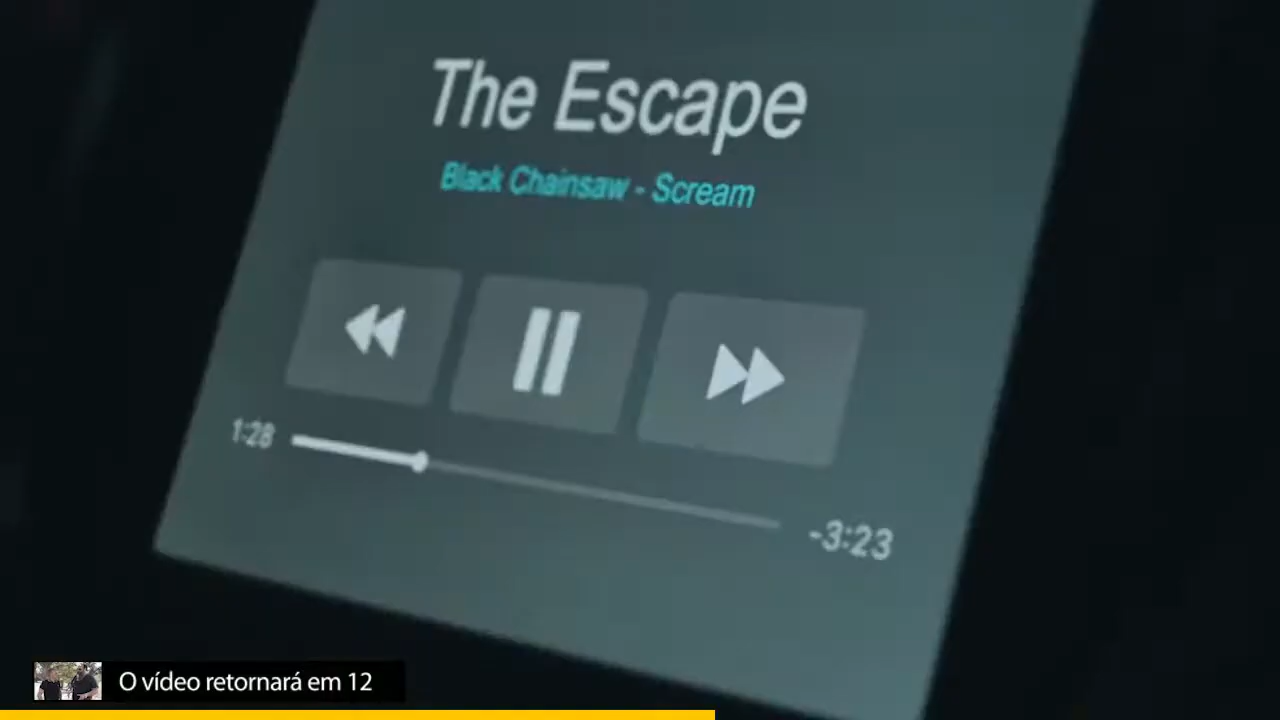 The Escape
Black Chainsaw - Scream
1:28
-3:23
O vídeo retornará em 12